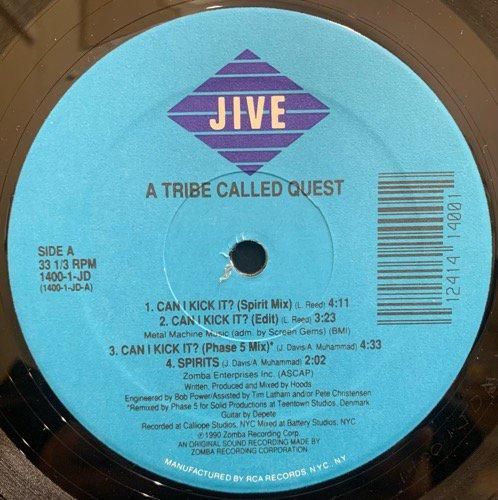 JIVE
A TRIBE CALLED QUEST
SIDE A
33 1/3 RPM
1400-1-JD
(1400-1-JD-A)
12414 14001
1. CAN I KICK IT? (Spirit Mix) (L. Reed) 4:11
2. CAN I KICK IT? (Edit) (L. Reed) 3:23
Metal Machine Music (adm. by Screen Gems) (BMI)
3. CAN I KICK IT? (Phase 5 Mix)* (J. Davis/A. Muhammad) 4:33
4. SPIRITS (J. Davis/A. Muhammad) 2:02
Zomba Enterprises Inc. (ASCAP)
Written, Produced and Mixed by Hoods
Engineered by Bob Power/Assisted by Tim Latham and/or Pete Christensen
*Remixed by Phase 5 for Solid Productions at Teentown Studios, Denmark
Guitar by Depete
Recorded at Calliope Studios, NYC Mixed at Battery Studios, NYC
℗1990 Zomba Recording Corp.
AN ORIGINAL SOUND RECORDING MADE BY
ZOMBA RECORDING CORPORATION
MANUFACTURED BY RCA RECORDS, NYC., N.Y.